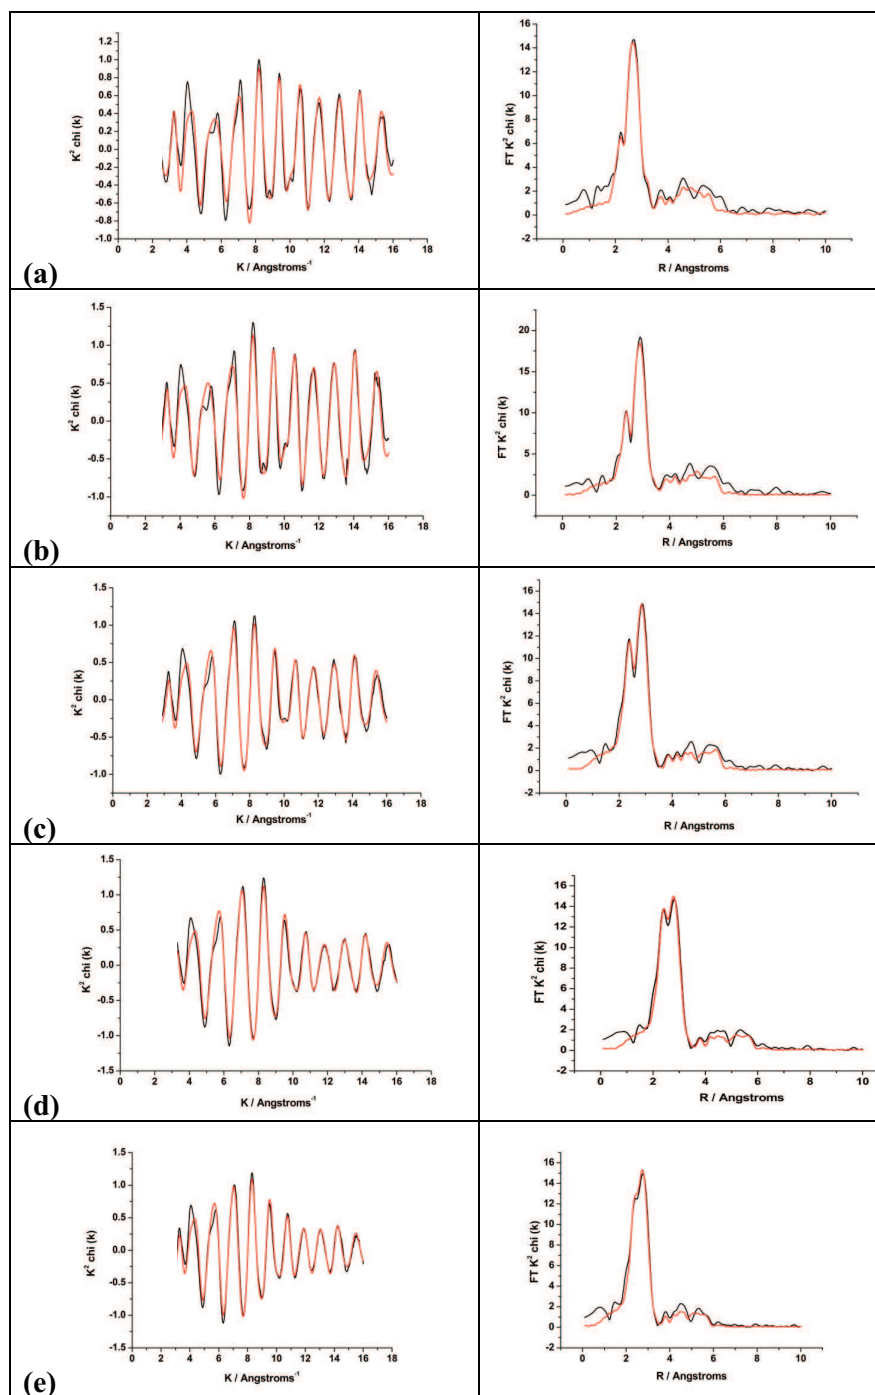 1.2
1.0
0.8
0.6
0.4
0.2
0.0
-0.2
-0.4
-0.6
-0.8
-1.0
K² chi (k)
0 2 4 6 8 10 12 14 16 18
K / Angstroms⁻¹
(a)
16
14
12
10
8
6
4
2
0
-2
FT K² chi (k)
0 2 4 6 8 10
R / Angstroms
1.5
1.0
0.5
0.0
-0.5
-1.0
K² chi (k)
0 2 4 6 8 10 12 14 16 18
K / Angstroms⁻¹
(b)
20
15
10
5
0
FT K² chi (k)
0 2 4 6 8 10
R / Angstroms
1.5
1.0
0.5
0.0
-0.5
-1.0
K² chi (k)
0 2 4 6 8 10 12 14 16 18
K / Angstroms⁻¹
(c)
16
14
12
10
8
6
4
2
0
-2
FT K² chi (k)
0 2 4 6 8 10
R / Angstroms
1.5
1.0
0.5
0.0
-0.5
-1.0
-1.5
K² chi (k)
0 2 4 6 8 10 12 14 16 18
K / Angstroms⁻¹
(d)
16
14
12
10
8
6
4
2
0
-2
FT K² chi (k)
0 2 4 6 8 10
R / Angstroms
1.5
1.0
0.5
0.0
-0.5
-1.0
-1.5
K² chi (k)
0 2 4 6 8 10 12 14 16 18
K / Angstroms⁻¹
(e)
16
14
12
10
8
6
4
2
0
-2
FT K² chi (k)
0 2 4 6 8 10
R / Angstroms